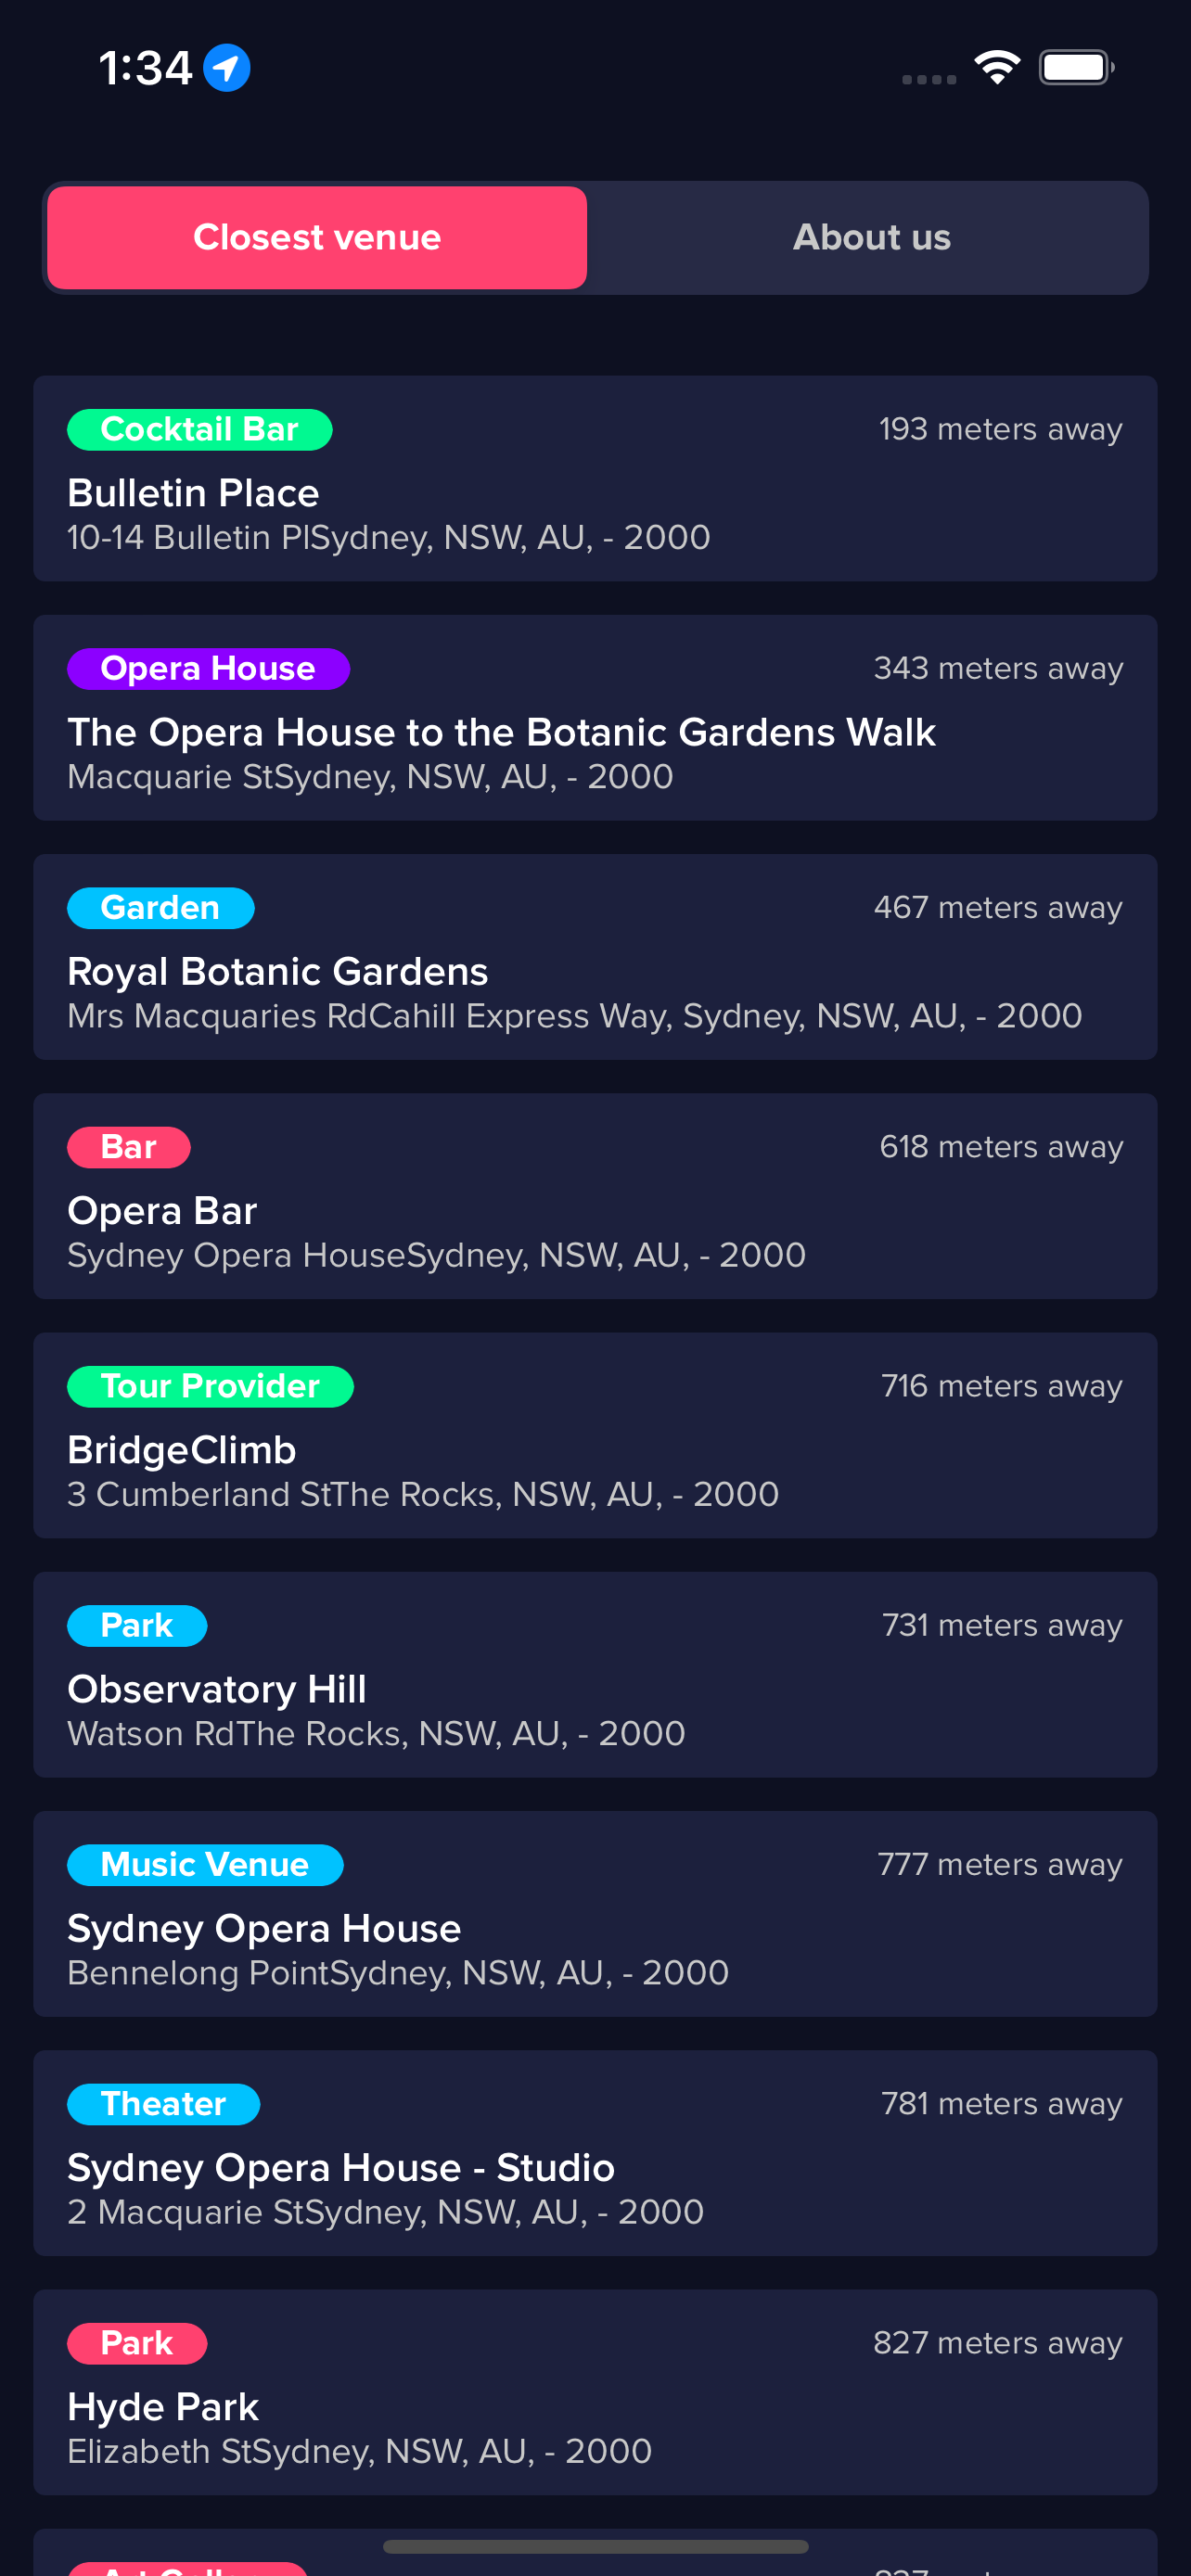 1:34
Closest venue
About us
Cocktail Bar
193 meters away
Bulletin Place
10-14 Bulletin PlSydney, NSW, AU, - 2000
Opera House
343 meters away
The Opera House to the Botanic Gardens Walk
Macquarie StSydney, NSW, AU, - 2000
Garden
467 meters away
Royal Botanic Gardens
Mrs Macquaries RdCahill Express Way, Sydney, NSW, AU, - 2000
Bar
618 meters away
Opera Bar
Sydney Opera HouseSydney, NSW, AU, - 2000
Tour Provider
716 meters away
BridgeClimb
3 Cumberland StThe Rocks, NSW, AU, - 2000
Park
731 meters away
Observatory Hill
Watson RdThe Rocks, NSW, AU, - 2000
Music Venue
777 meters away
Sydney Opera House
Bennelong PointSydney, NSW, AU, - 2000
Theater
781 meters away
Sydney Opera House - Studio
2 Macquarie StSydney, NSW, AU, - 2000
Park
827 meters away
Hyde Park
Elizabeth StSydney, NSW, AU, - 2000